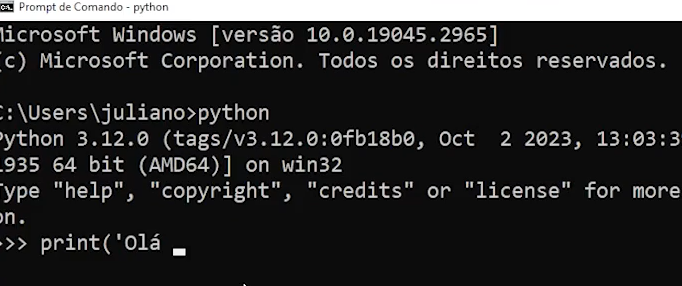 Prompt de Comando - python
Microsoft Windows [versão 10.0.19045.2965]
(c) Microsoft Corporation. Todos os direitos reservados.
C:\Users\juliano>python
Python 3.12.0 (tags/v3.12.0:0fb18b0, Oct  2 2023, 13:03:3
1935 64 bit (AMD64)] on win32
Type "help", "copyright", "credits" or "license" for more
on.
>>> print('Olá _